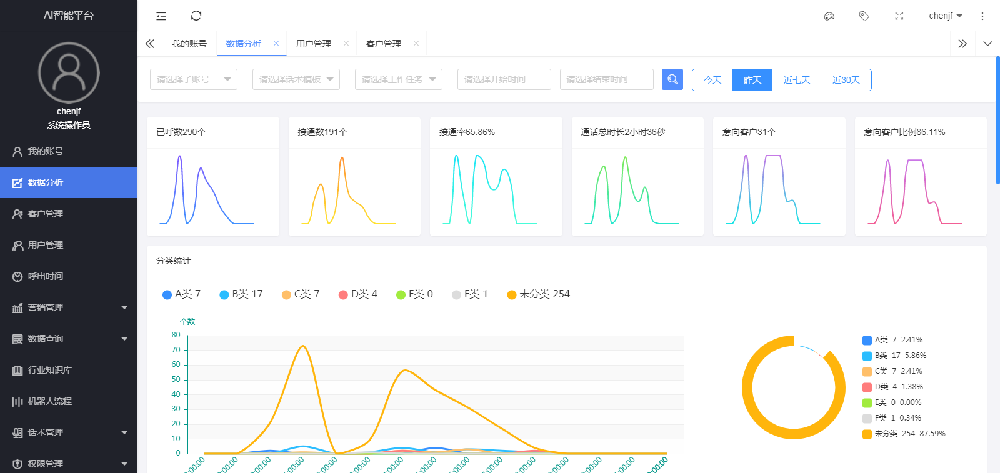 AI智能平台
chenjf
系统操作员
我的账号
数据分析
客户管理
用户管理
呼出时间
营销管理
数据查询
行业知识库
机器人流程
话术管理
权限管理
chenjf
我的账号
数据分析
用户管理
客户管理
请选择子账号
请选择话术模板
请选择工作任务
请选择开始时间
请选择结束时间
今天
昨天
近七天
近30天
已呼数290个
接通数191个
接通率65.86%
通话总时长2小时36秒
意向客户31个
意向客户比例86.11%
分类统计
A类 7
B类 17
C类 7
D类 4
E类 0
F类 1
未分类 254
个数
80
70
60
50
40
30
20
10
0
A类 7 2.41%
B类 17 5.86%
C类 7 2.41%
D类 4 1.38%
E类 0 0.00%
F类 1 0.34%
未分类 254 87.59%